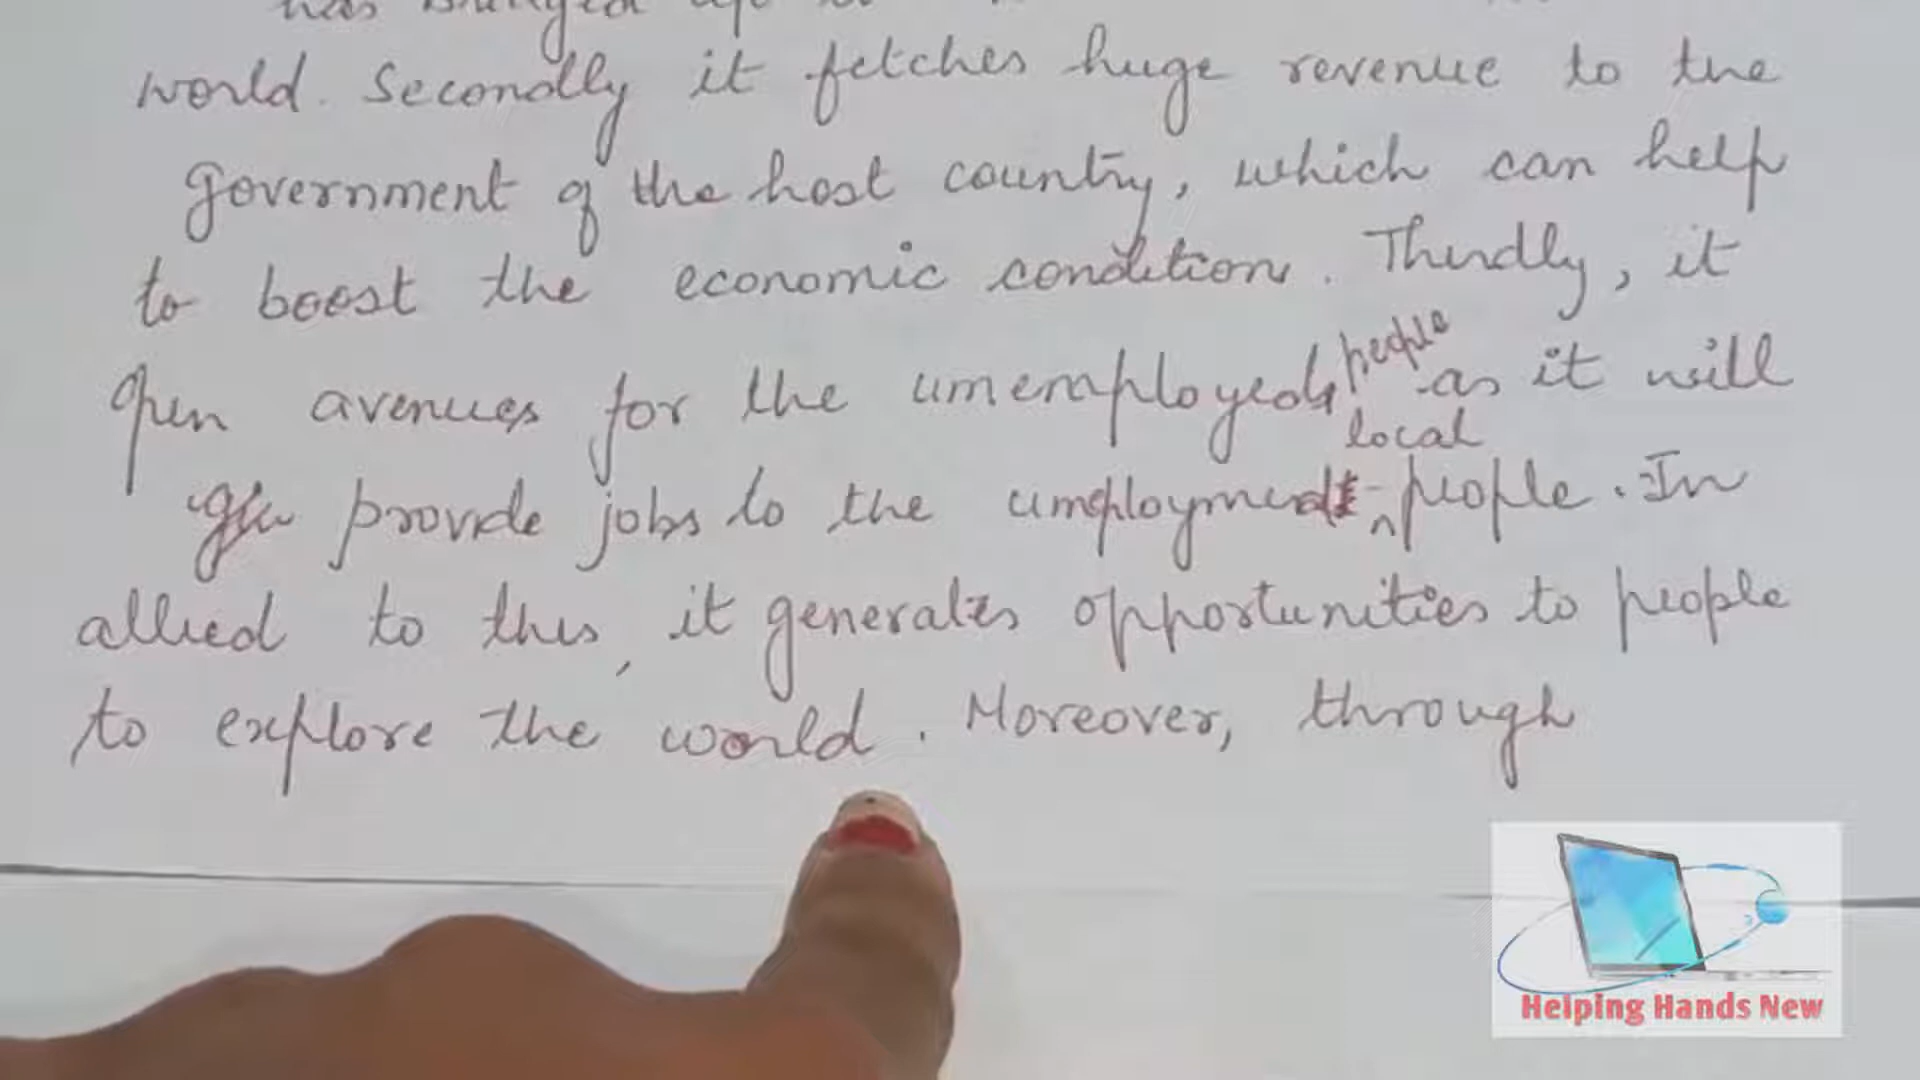 has
world. Secondly it fetches huge revenue to the
government of the host country, which can help
to boost the economic condition. Thirdly, it
open avenues for the unemployed people as it will
local
provide jobs to the people. In
allied to this, it generates opportunities to people
to explore the world. Moreover, through
Helping Hands New